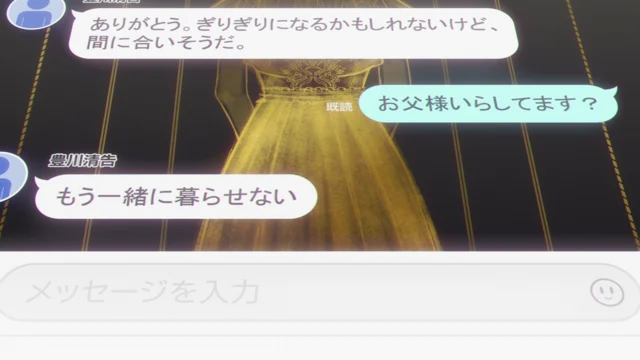 ありがとう。ぎりぎりになるかもしれないけど、
間に合いそうだ。
既読
お父様いらしてます？
豊川清告
もう一緒に暮らせない
メッセージを入力